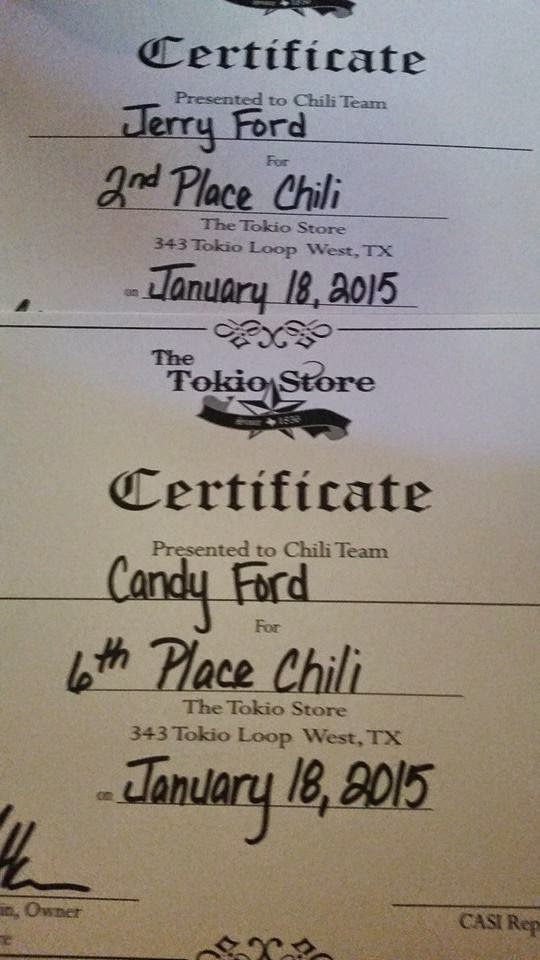 Certificate
Presented to Chili Team
Jerry Ford
For
2nd Place Chili
The Tokio Store
343 Tokio Loop West, TX
on January 18, 2015
The
Tokio Store
Certificate
Presented to Chili Team
Candy Ford
For
6th Place Chili
The Tokio Store
343 Tokio Loop West, TX
on January 18, 2015
in, Owner
CASI Rep
re